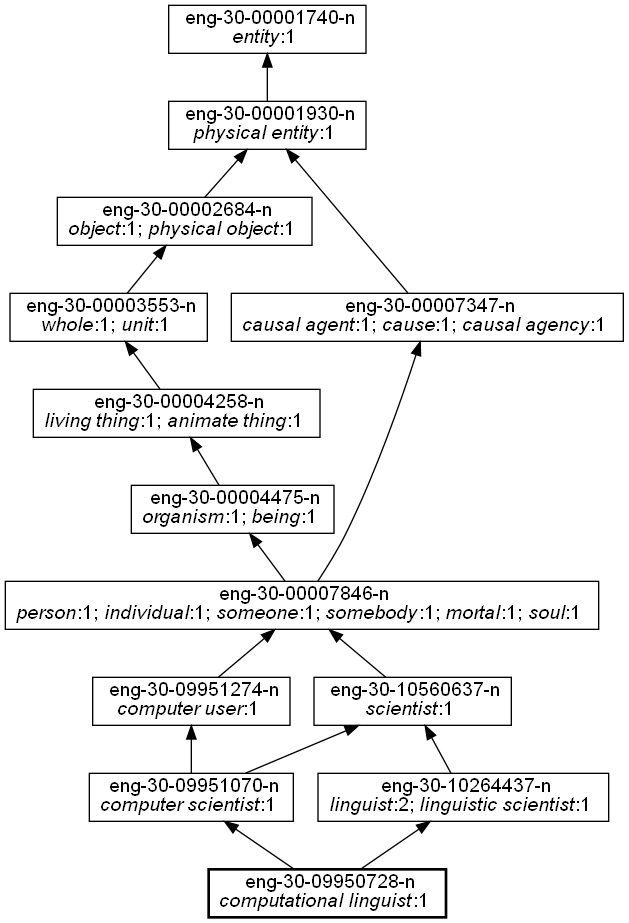 eng-30-00001740-n
entity:1
eng-30-00001930-n
physical entity:1
eng-30-00002684-n
object:1; physical object:1
eng-30-00003553-n
whole:1; unit:1
eng-30-00007347-n
causal agent:1; cause:1; causal agency:1
eng-30-00004258-n
living thing:1; animate thing:1
eng-30-00004475-n
organism:1; being:1
eng-30-00007846-n
person:1; individual:1; someone:1; somebody:1; mortal:1; soul:1
eng-30-09951274-n
computer user:1
eng-30-10560637-n
scientist:1
eng-30-09951070-n
computer scientist:1
eng-30-10264437-n
linguist:2; linguistic scientist:1
eng-30-09950728-n
computational linguist:1